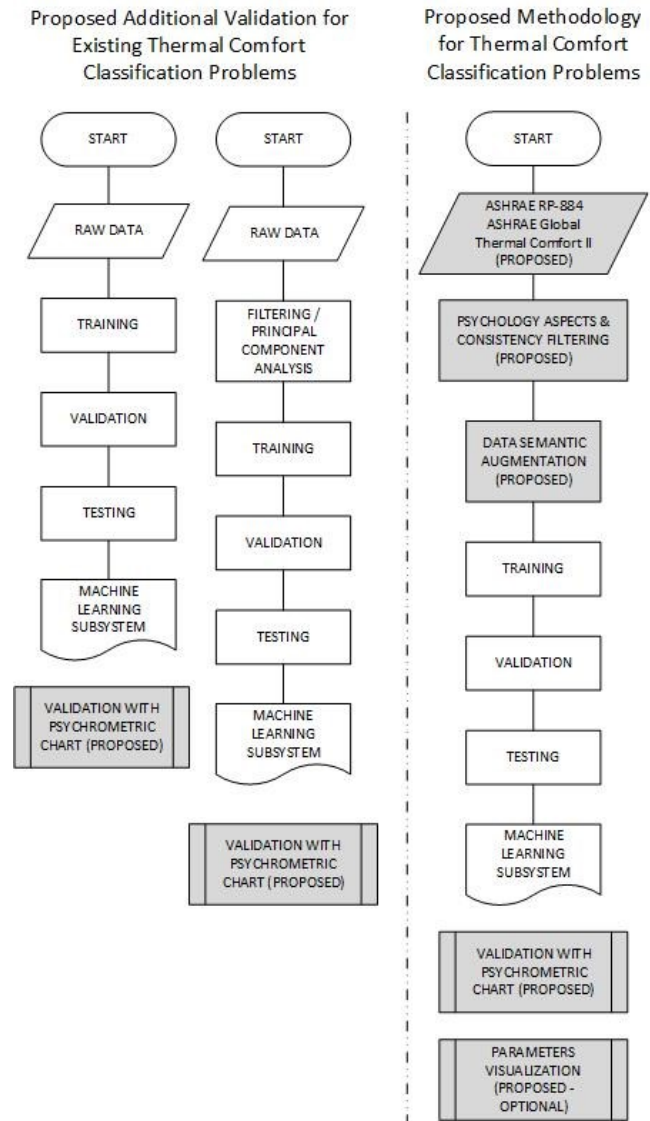 Proposed Additional Validation for
Existing Thermal Comfort
Classification Problems
START
RAW DATA
TRAINING
VALIDATION
TESTING
MACHINE
LEARNING
SUBSYSTEM
VALIDATION WITH
PSYCHROMETRIC
CHART (PROPOSED)
START
RAW DATA
FILTERING /
PRINCIPAL
COMPONENT
ANALYSIS
TRAINING
VALIDATION
TESTING
MACHINE
LEARNING
SUBSYSTEM
VALIDATION WITH
PSYCHROMETRIC
CHART (PROPOSED)
Proposed Methodology
for Thermal Comfort
Classification Problems
START
ASHRAE RP-884
ASHRAE Global
Thermal Comfort II
(PROPOSED)
PSYCHOLOGY ASPECTS &
CONSISTENCY FILTERING
(PROPOSED)
DATA SEMANTIC
AUGMENTATION
(PROPOSED)
TRAINING
VALIDATION
TESTING
MACHINE
LEARNING
SUBSYSTEM
VALIDATION WITH
PSYCHROMETRIC
CHART (PROPOSED)
PARAMETERS
VISUALIZATION
(PROPOSED -
OPTIONAL)